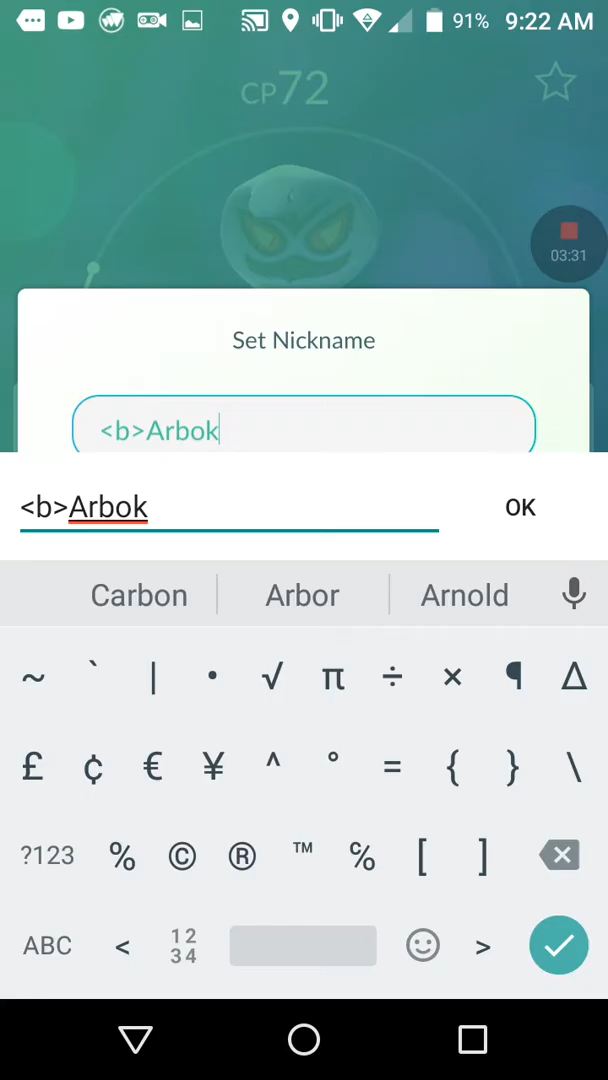 91% 9:22 AM
CP72
03:31
Set Nickname
<b>Arbok
<b>Arbok OK
Carbon Arbor Arnold
~ ` | • √ π ÷ × ¶ Δ
£ ¢ € ¥ ^ ° = { } \
?123 % © ® ™ ℅ [ ]
ABC < 1 2 3 4 >